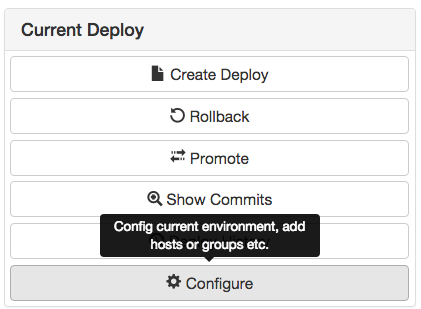 Current Deploy
Create Deploy
Rollback
Promote
Show Commits
Config current environment, add
hosts or groups etc.
Configure